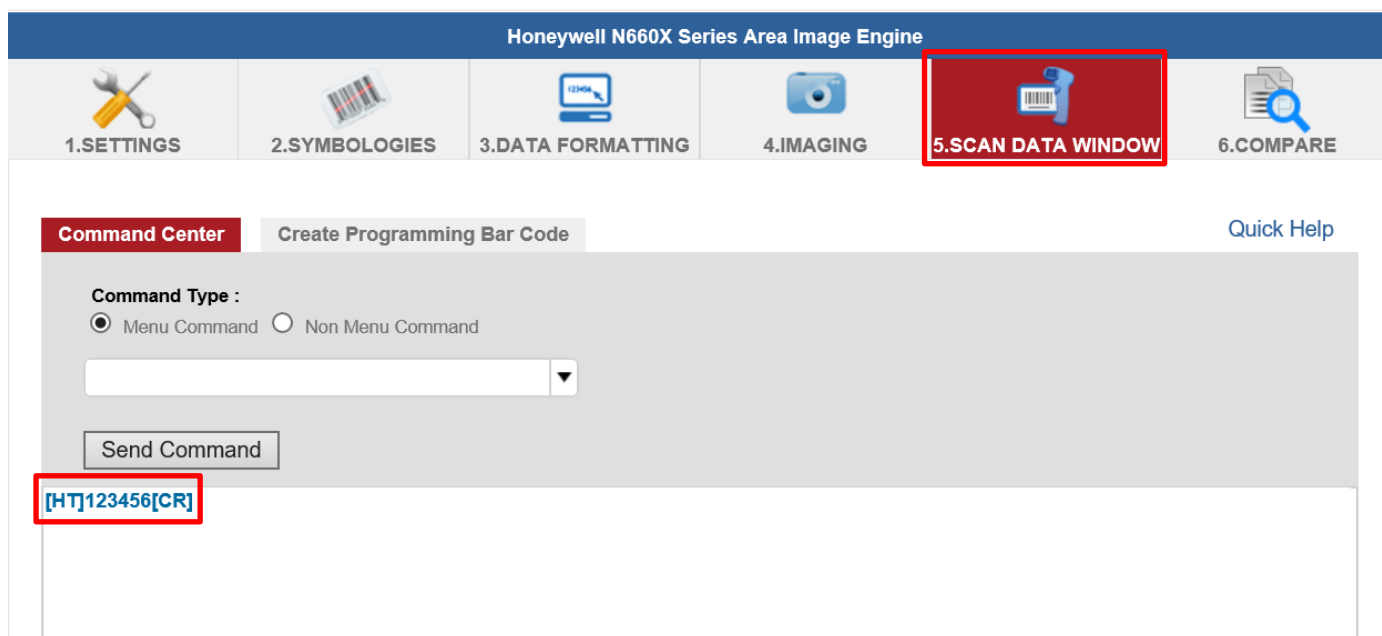 Honeywell N660X Series Area Image Engine
123456
1.SETTINGS 2.SYMBOLOGIES 3.DATA FORMATTING 4.IMAGING 5.SCAN DATA WINDOW 6.COMPARE
Command Center Create Programming Bar Code Quick Help
Command Type :
Menu Command Non Menu Command
Send Command
[HT]123456[CR]